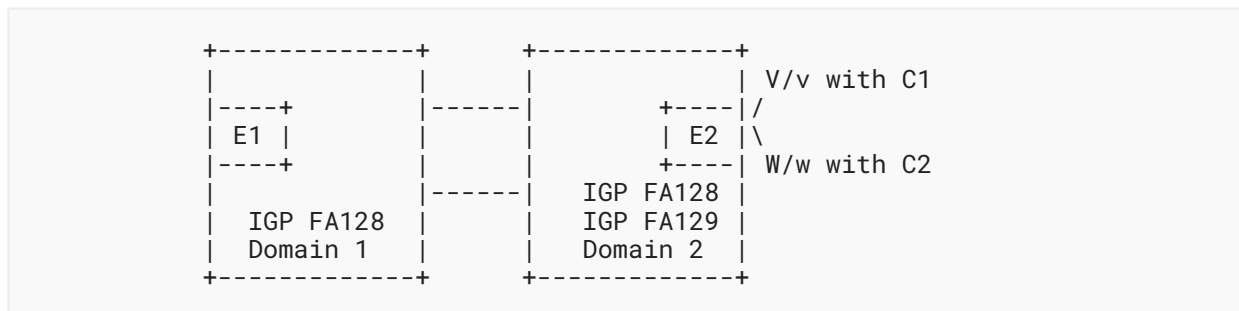 V/v with C1
E1 E2
W/w with C2
IGP FA128
IGP FA128 IGP FA129
Domain 1 Domain 2